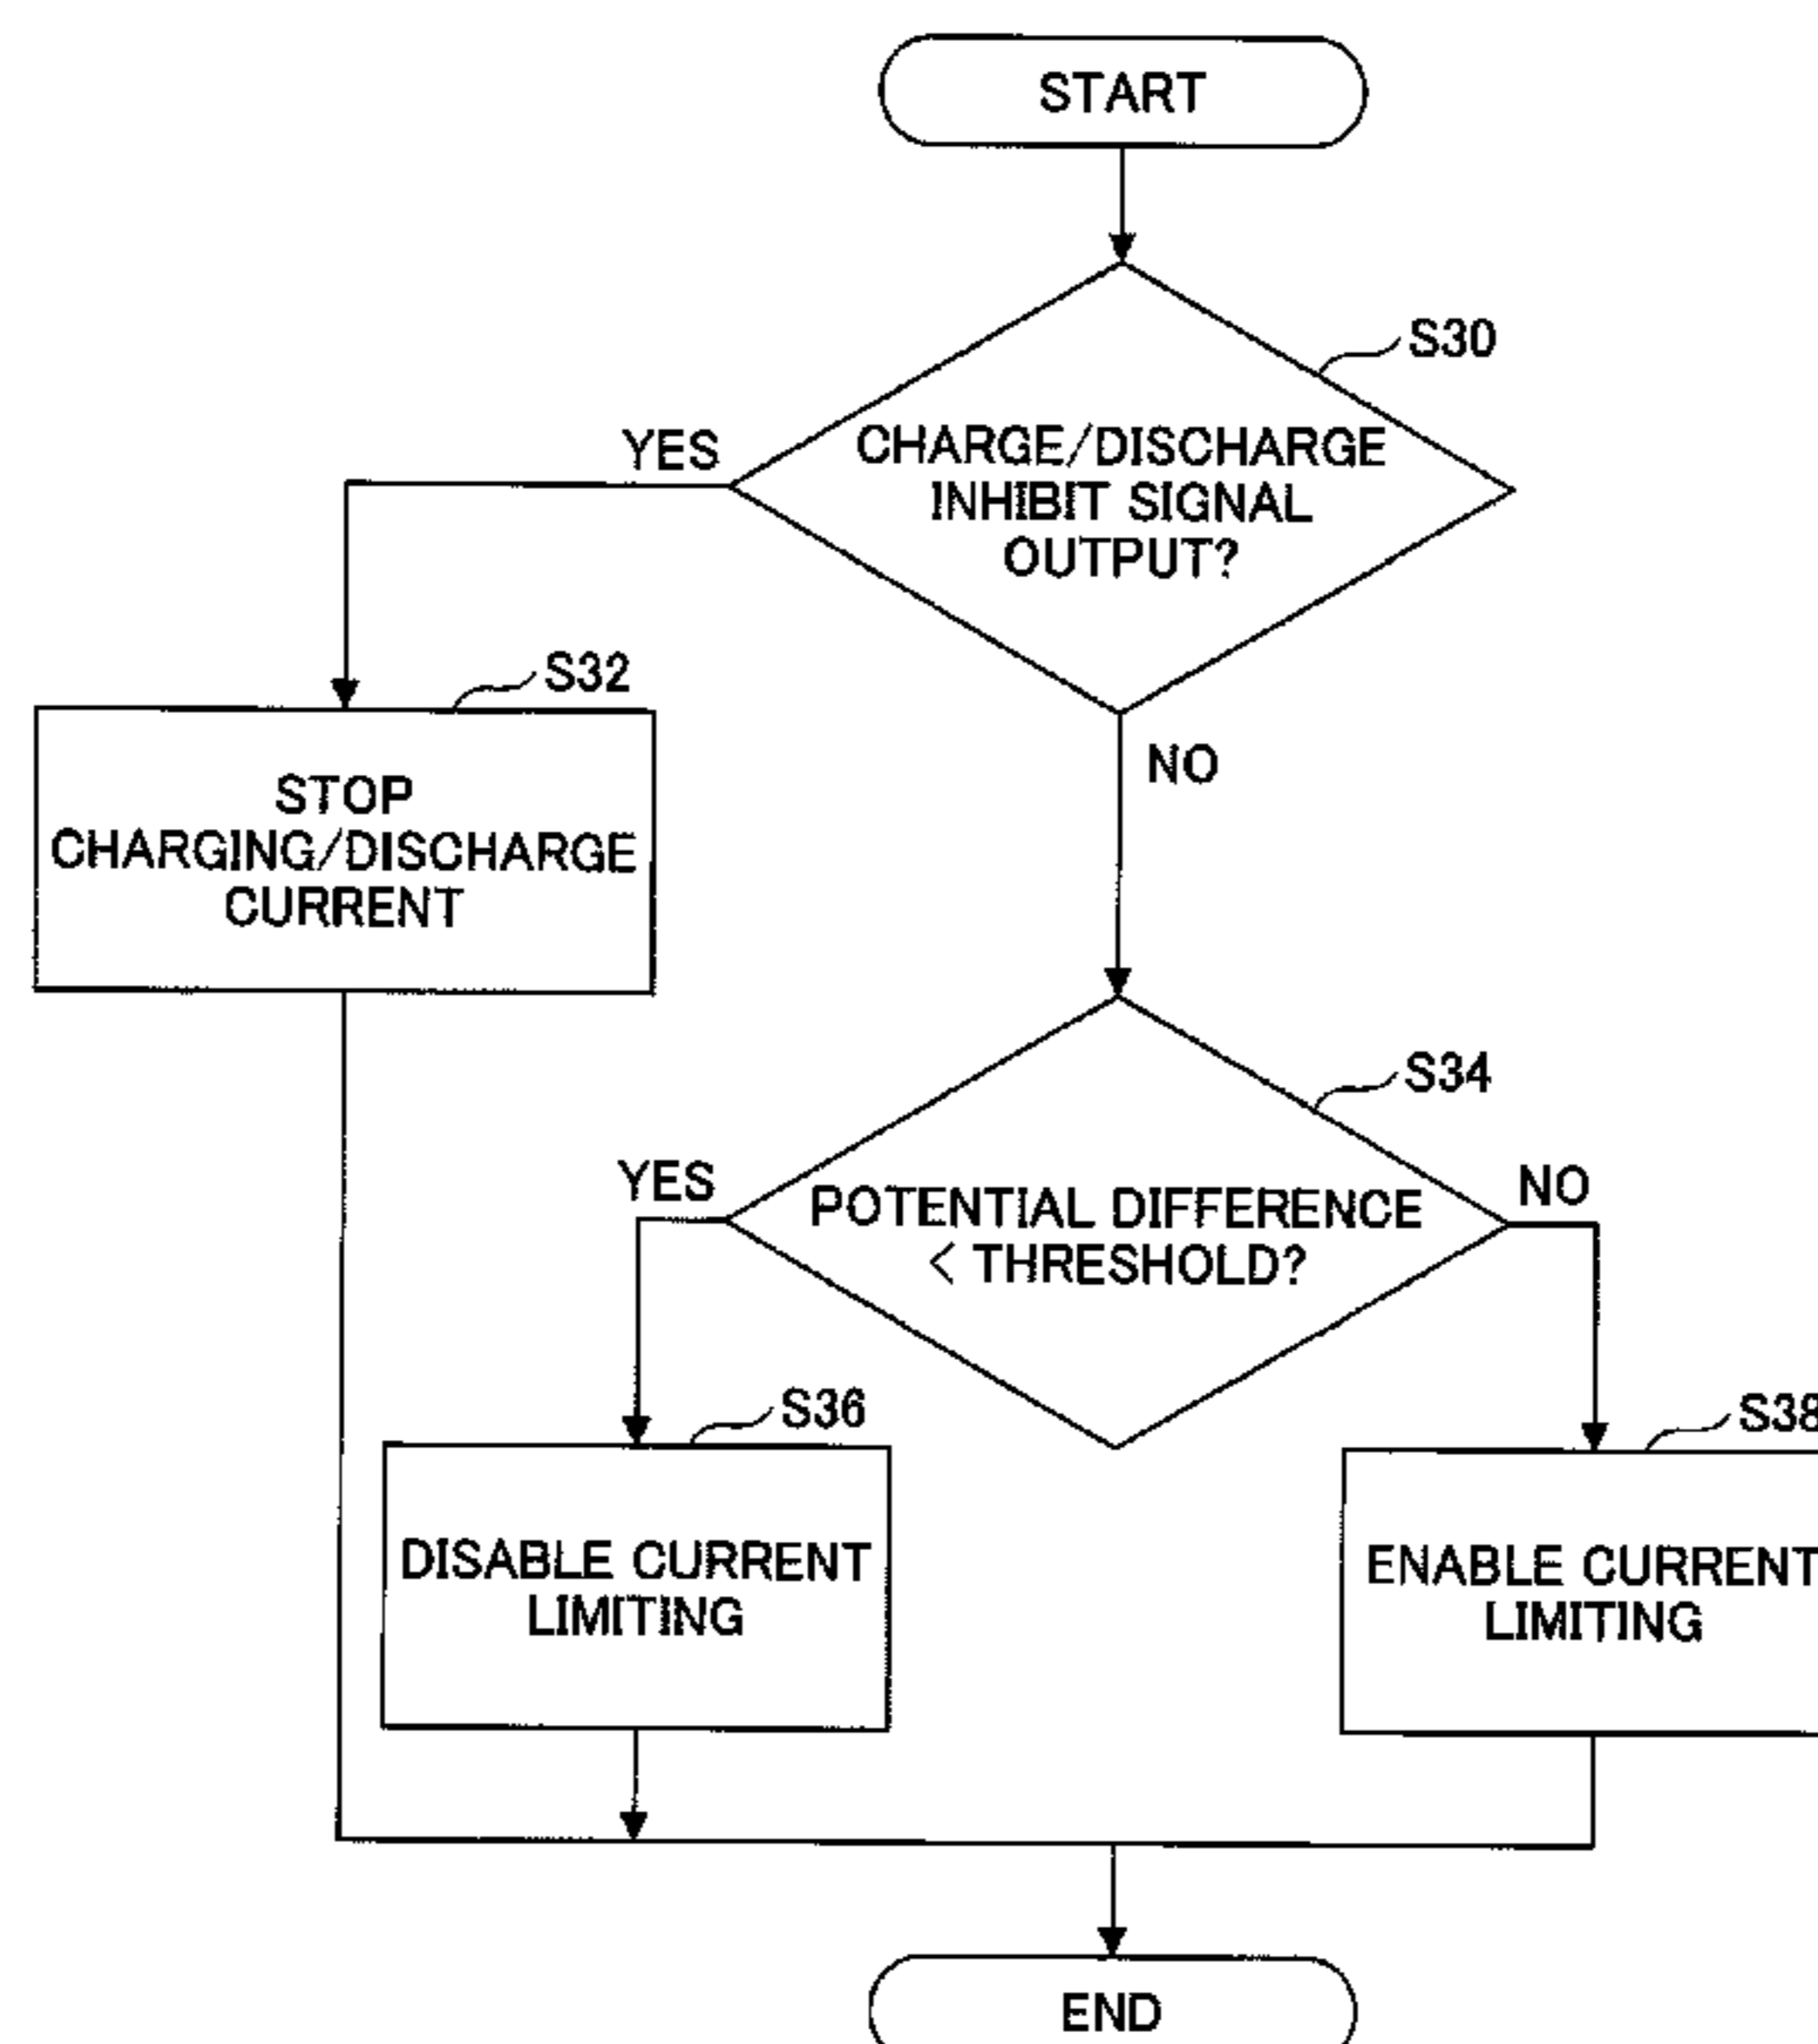 START
S30
YES
CHARGE/DISCHARGE
INHIBIT SIGNAL
OUTPUT?
S32
NO
STOP
CHARGING/DISCHARGE
CURRENT
S34
YES
NO
POTENTIAL DIFFERENCE
< THRESHOLD?
S36
S38
DISABLE CURRENT
LIMITING
ENABLE CURRENT
LIMITING
END